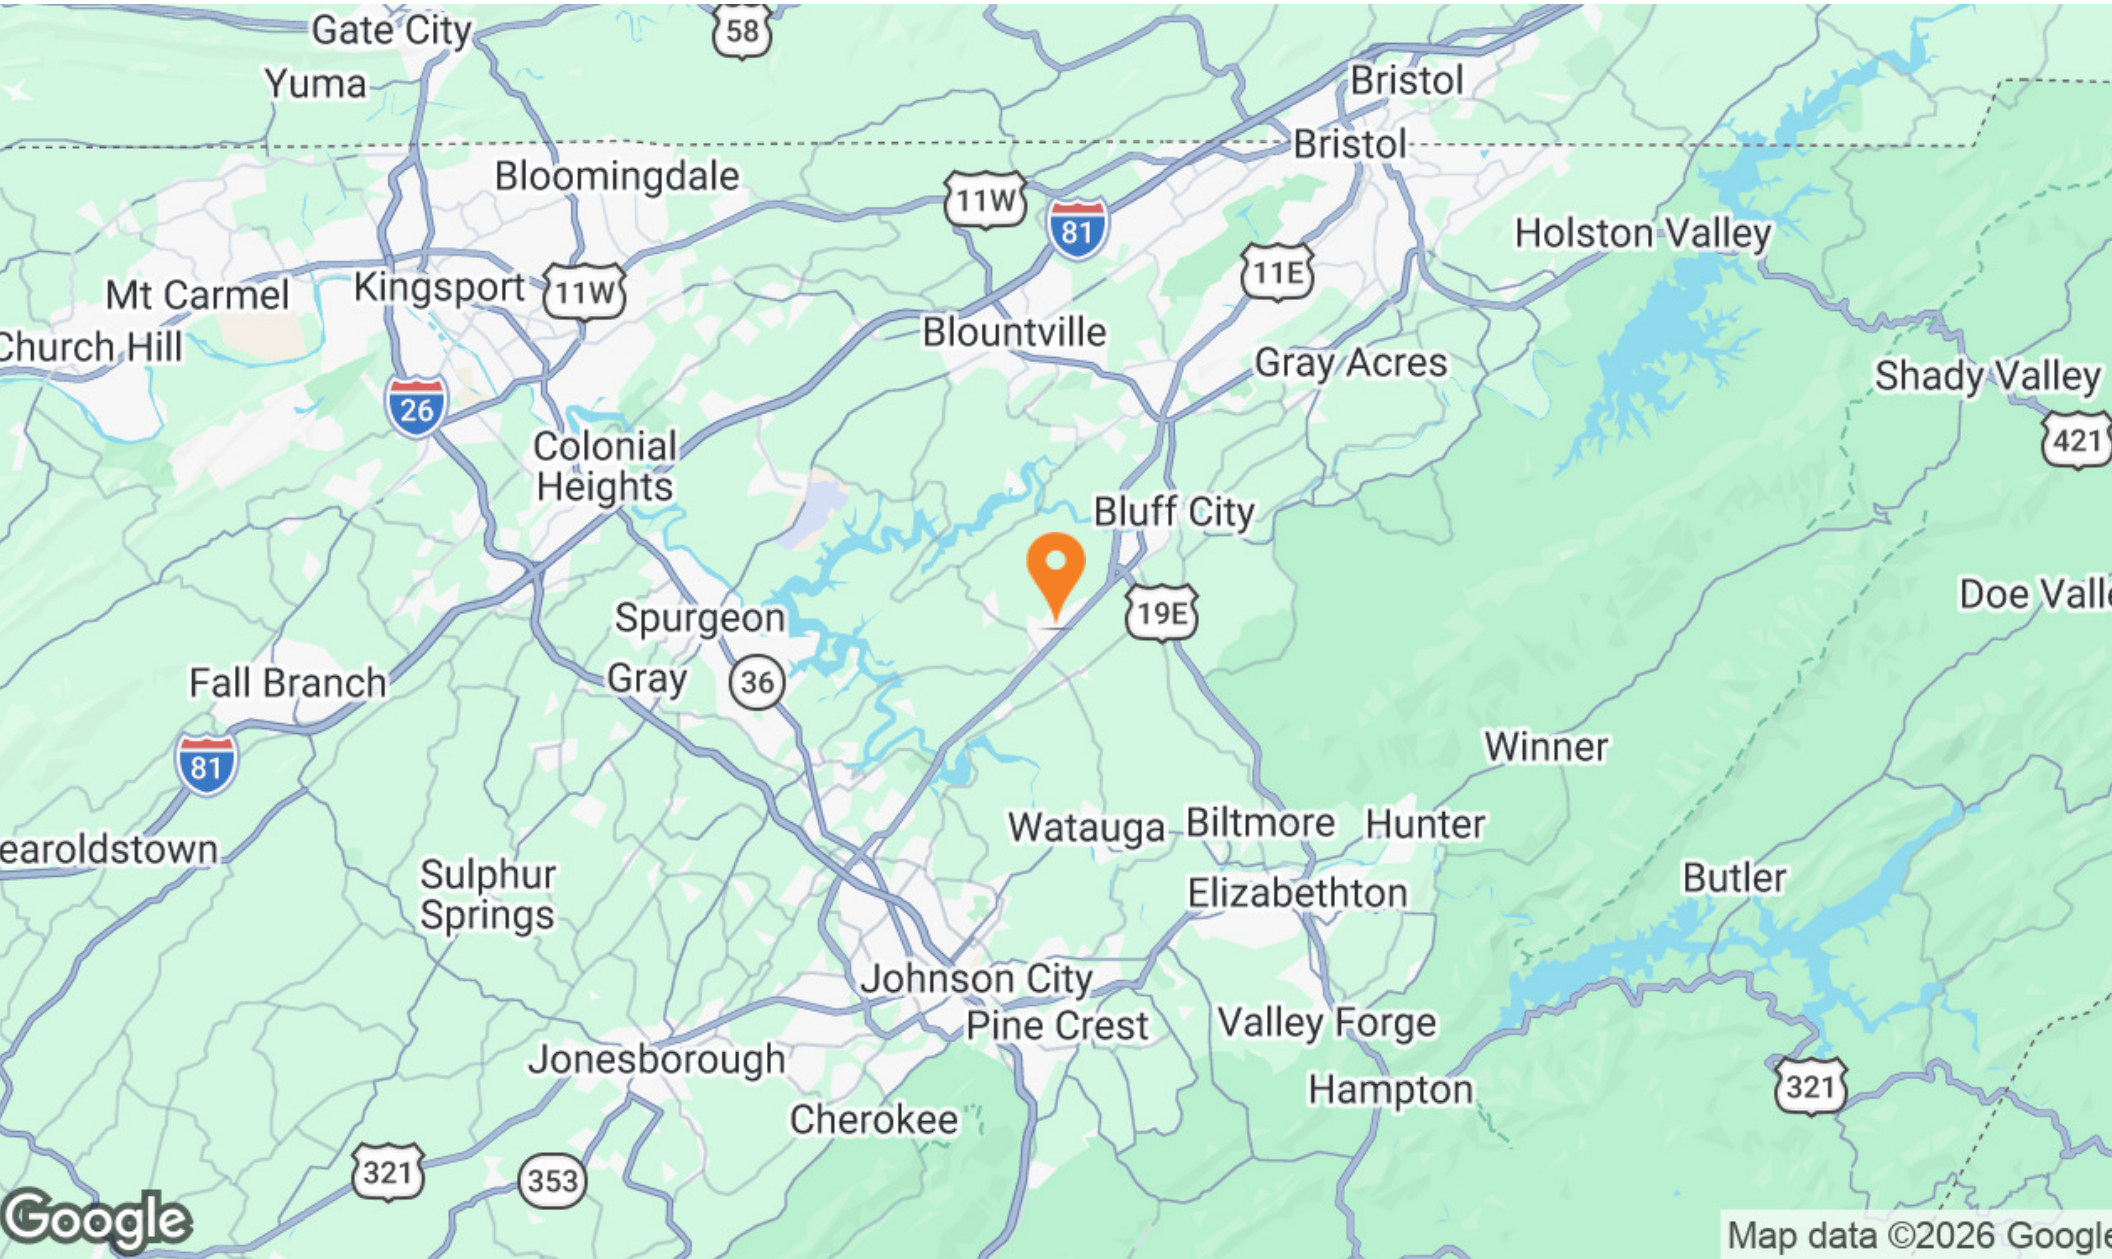 Gate City
58
Yuma
Bristol
Bristol
Bloomingdale
11W
81
Holston Valley
11E
Mt Carmel
Kingsport
11W
Blountville
Church Hill
Gray Acres
Shady Valley
26
421
Colonial
Heights
Bluff City
Doe Valle
19E
Spurgeon
Gray
36
Fall Branch
81
Winner
Watauga
Biltmore
Hunter
earoldstown
Sulphur
Springs
Butler
Elizabethton
Johnson City
Pine Crest
Valley Forge
Jonesborough
Hampton
321
Cherokee
321
353
Google
Map data ©2026 Google